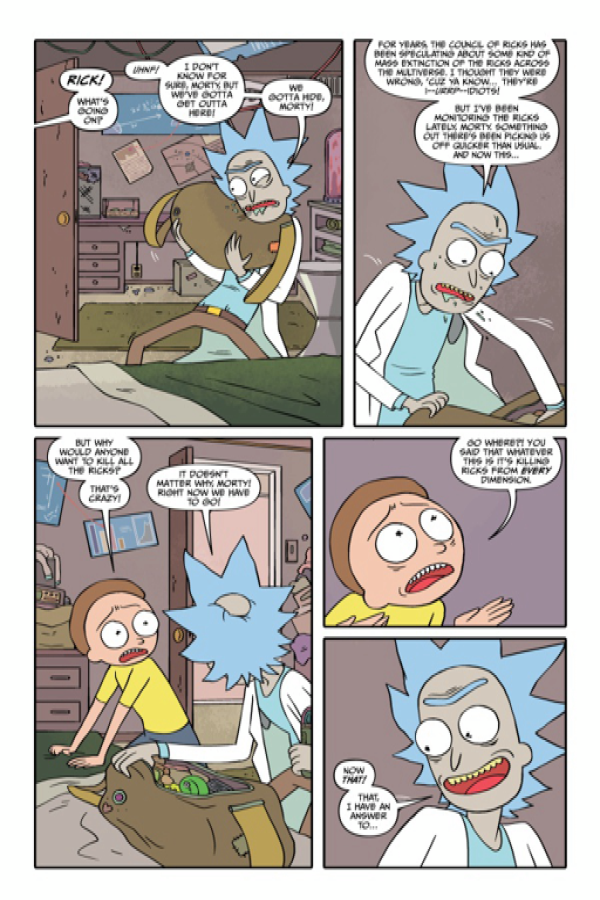 RICK!
WHAT'S
GOING
ON?
UHNF!
I DON'T
KNOW FOR
SURE, MORTY, BUT
WE'VE GOTTA
GET OUTTA
HERE!
WE
GOTTA HIDE,
MORTY!
FOR YEARS, THE COUNCIL OF RICKS HAS
BEEN SPECULATING ABOUT SOME KIND OF
MASS EXTINCTION OF THE RICKS ACROSS
THE MULTIVERSE. I THOUGHT THEY WERE
WRONG, 'CUZ YA KNOW... THEY'RE
I--URRP--IDIOTS!
BUT I'VE BEEN
MONITORING THE RICKS
LATELY, MORTY. SOMETHING
OUT THERE'S BEEN PICKING US
OFF QUICKER THAN USUAL.
AND NOW THIS...
BUT WHY
WOULD ANYONE
WANT TO KILL ALL
THE RICKS?
THAT'S
CRAZY!
IT DOESN'T
MATTER WHY, MORTY!
RIGHT NOW WE HAVE
TO GO!
GO WHERE?! YOU
SAID THAT WHATEVER
THIS IS IT'S KILLING
RICKS FROM EVERY
DIMENSION.
NOW
THAT!
THAT,
I HAVE AN
ANSWER
TO...